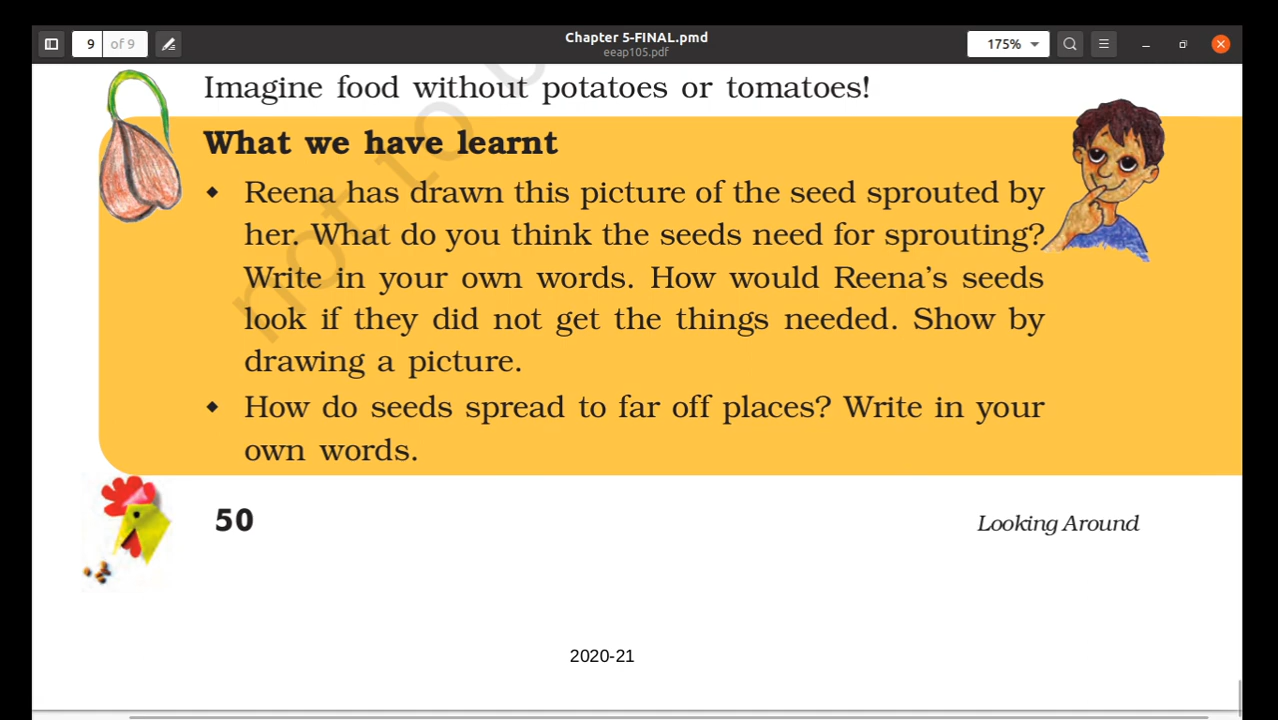 9 of 9
Chapter 5-FINAL.pmd
eeap105.pdf
175%
Imagine food without potatoes or tomatoes!
What we have learnt
◆ Reena has drawn this picture of the seed sprouted by
her. What do you think the seeds need for sprouting?
Write in your own words. How would Reena's seeds
look if they did not get the things needed. Show by
drawing a picture.
◆ How do seeds spread to far off places? Write in your
own words.
50
Looking Around
2020-21
not to